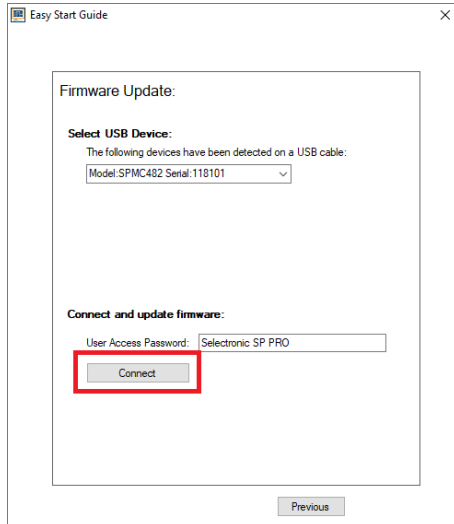 Easy Start Guide
Firmware Update:
Select USB Device:
The following devices have been detected on a USB cable:
Model:SPMC482 Serial:118101
Connect and update firmware:
User Access Password: Selectronic SP PRO
Connect
Previous